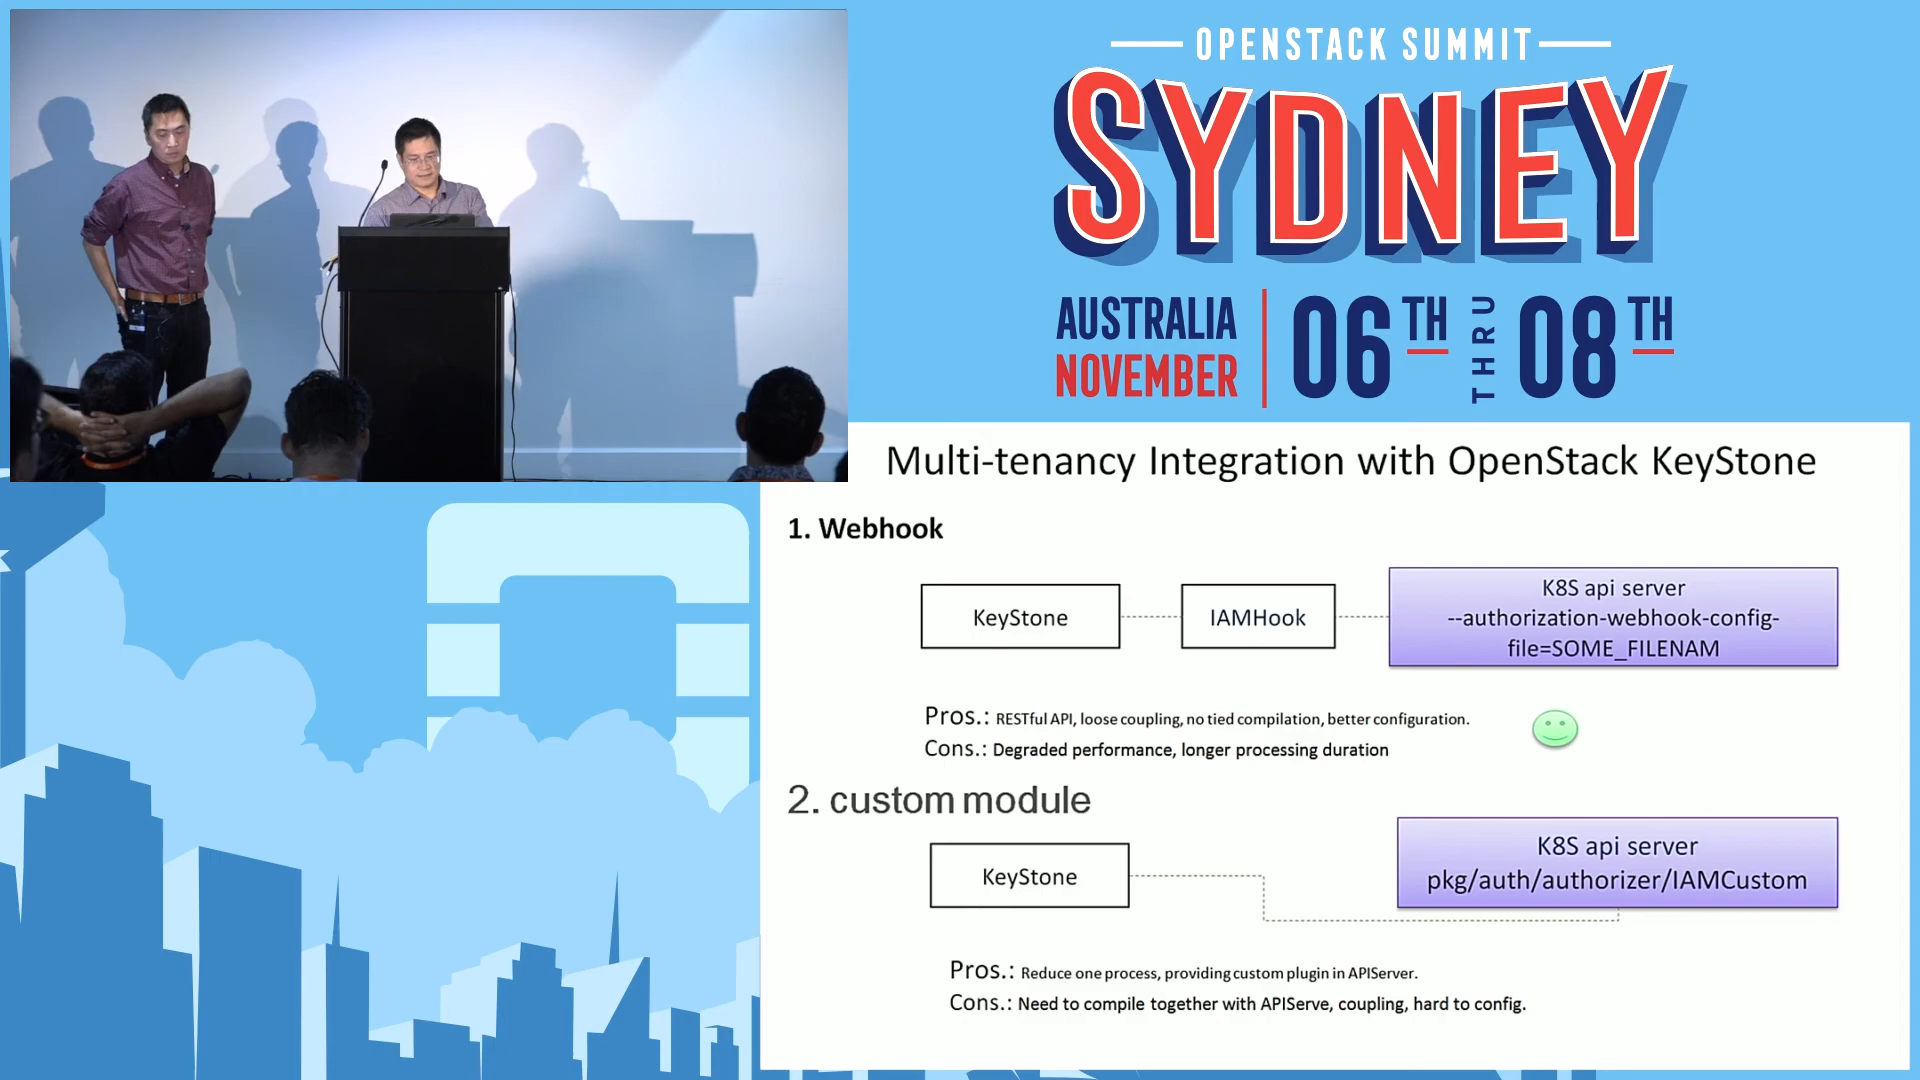 OPENSTACK SUMMIT
SYDNEY
AUSTRALIA
NOVEMBER
06TH THRU 08TH
Multi-tenancy Integration with OpenStack KeyStone
1. Webhook
KeyStone
IAMHook
K8S api server
--authorization-webhook-config-
file=SOME_FILENAM
Pros.: RESTful API, loose coupling, no tied compilation, better configuration.
Cons.: Degraded performance, longer processing duration
2. custom module
KeyStone
K8S api server
pkg/auth/authorizer/IAMCustom
Pros.: Reduce one process, providing custom plugin in APIServer.
Cons.: Need to compile together with APIServe, coupling, hard to config.